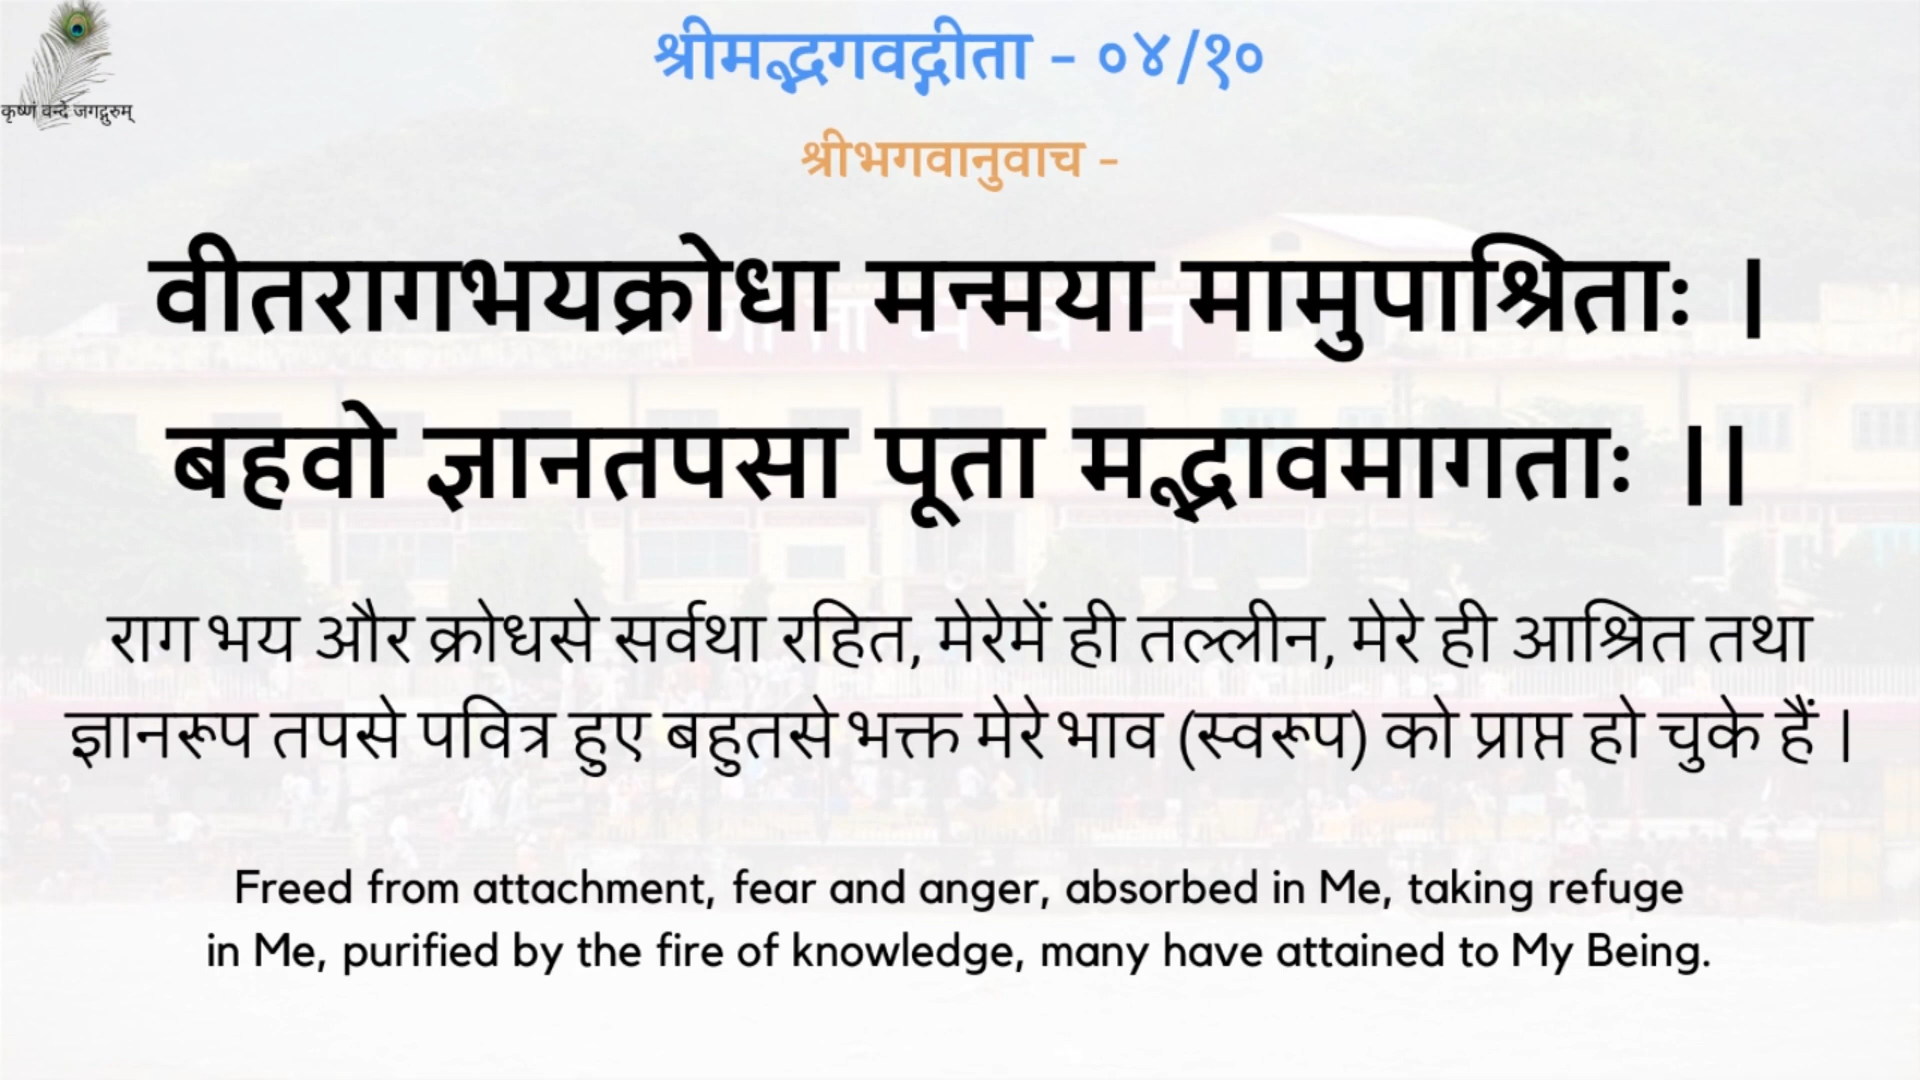 श्रीमद्भगवद्गीता - ०४/१०
कृष्णं वन्दे जगद्गुरुम्
श्रीभगवानुवाच -
वीतरागभयक्रोधा मन्मया मामुपाश्रिताः ।
बहवो ज्ञानतपसा पूता मद्भावमागताः ।।
राग भय और क्रोधसे सर्वथा रहित, मेरेमें ही तल्लीन, मेरे ही आश्रित तथा
ज्ञानरूप तपसे पवित्र हुए बहुतसे भक्त मेरे भाव (स्वरूप) को प्राप्त हो चुके हैं ।
Freed from attachment, fear and anger, absorbed in Me, taking refuge
in Me, purified by the fire of knowledge, many have attained to My Being.